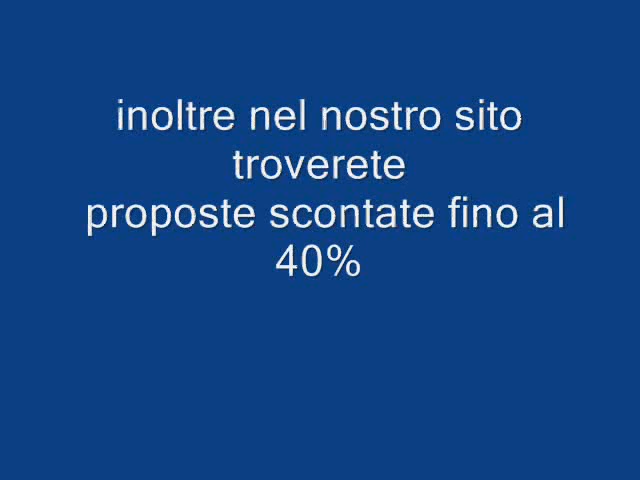 inoltre nel nostro sito
troverete
proposte scontate fino al
40%